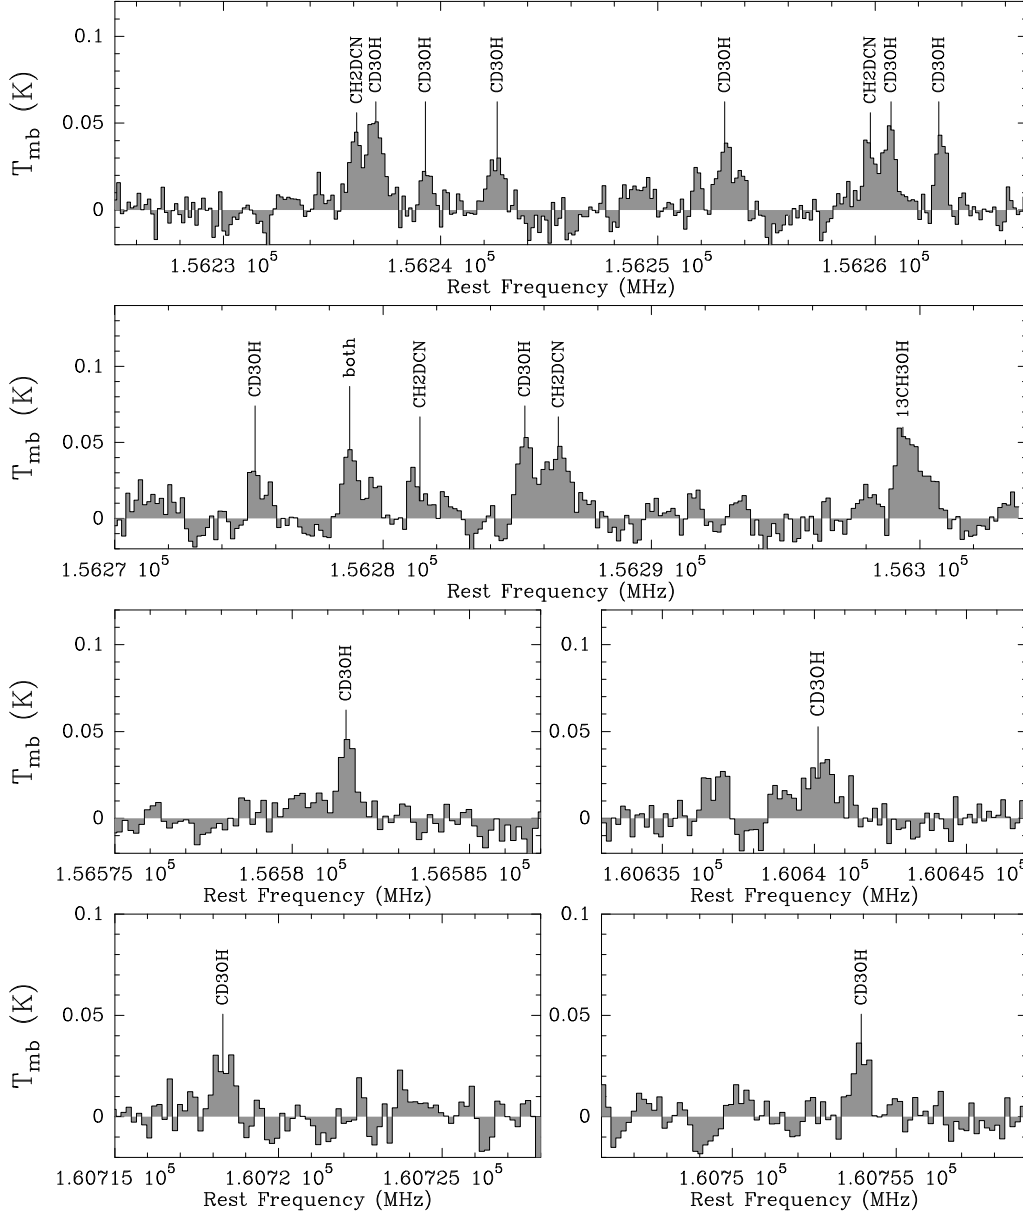 CH2DCN CD3OH CD3OH CD3OH CD3OH CH2DCN CD3OH CD3OH
0.1
0.05
0
Tmb (K)
1.5623 10^5 1.5624 10^5 1.5625 10^5 1.5626 10^5
Rest Frequency (MHz)
CD3OH both CH2DCN CD3OH CH2DCN 13CH3OH
0.1
0.05
0
Tmb (K)
1.5627 10^5 1.5628 10^5 1.5629 10^5 1.563 10^5
Rest Frequency (MHz)
CD3OH
0.1
0.05
0
Tmb (K)
1.56575 10^5 1.5658 10^5 1.56585 10^5
Rest Frequency (MHz)
CD3OH
0.1
0.05
0
1.60635 10^5 1.6064 10^5 1.60645 10^5
Rest Frequency (MHz)
CD3OH
0.1
0.05
0
Tmb (K)
1.60715 10^5 1.6072 10^5 1.60725 10^5
Rest Frequency (MHz)
CD3OH
0.1
0.05
0
1.6075 10^5 1.60755 10^5
Rest Frequency (MHz)